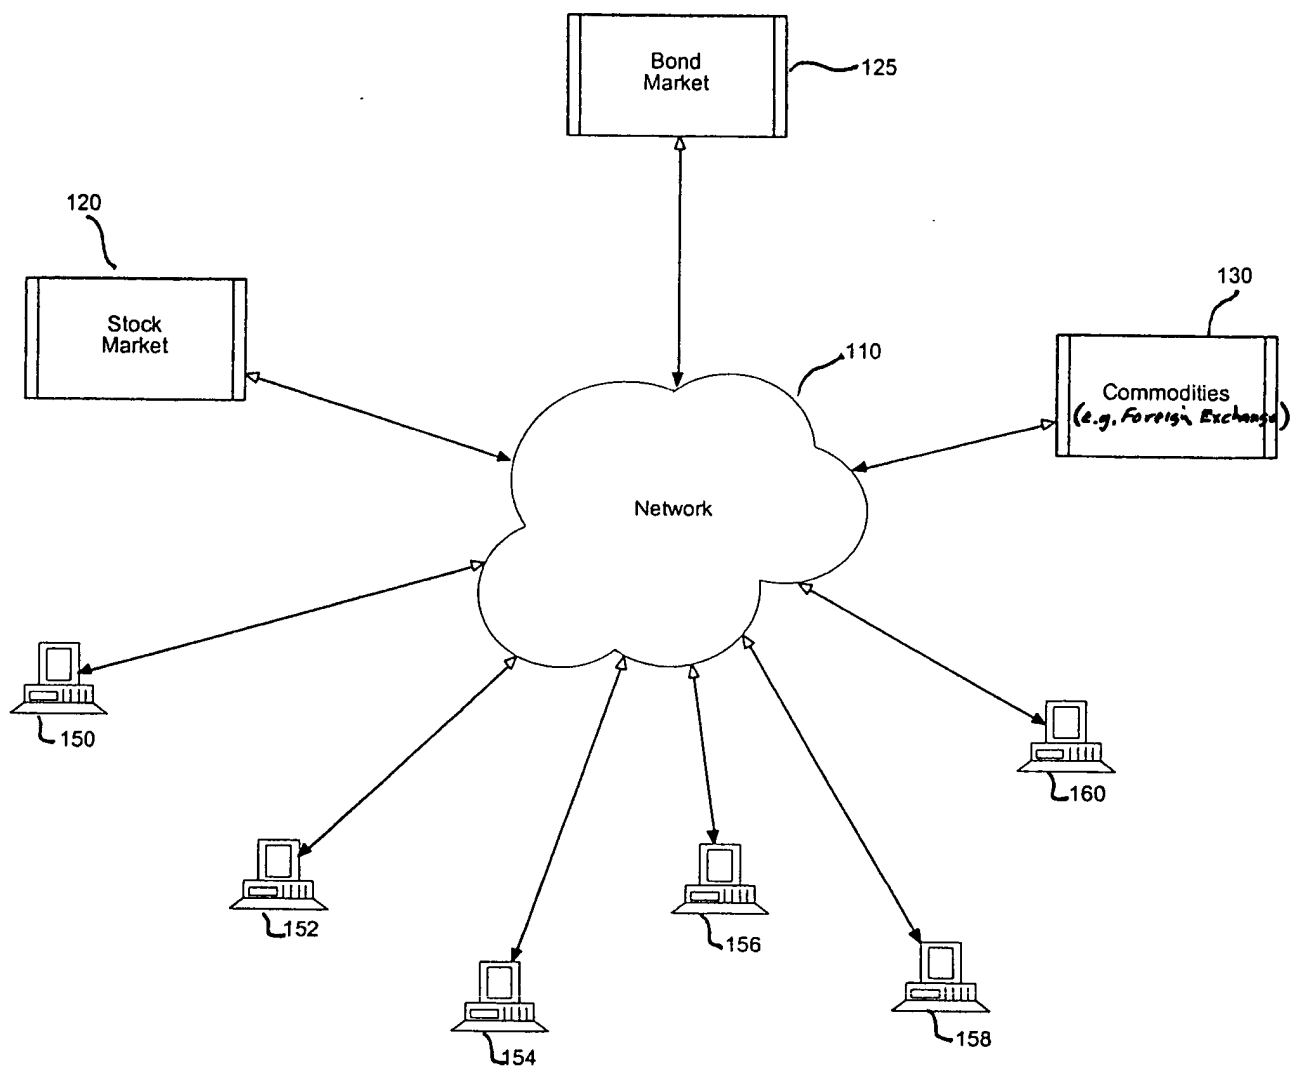 Bond
Market
125
120
Stock
Market
130
Commodities
(e.g, Foreign Exchange)
110
Network
150
160
152
156
154
158